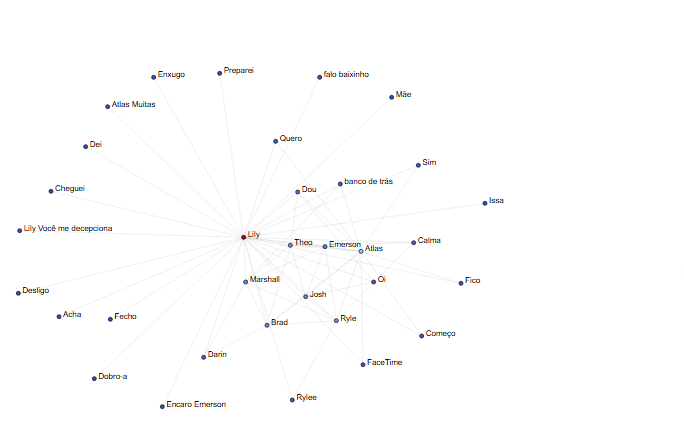 Enxugo
Preparei
falo baixinho
Mãe
Atlas Muitas
Quero
Dei
Sim
banco de trás
Cheguei
Dou
Issa
Lily Você me decepciona
Lily
Theo
Emerson
Atlas
Calma
Marshall
Oi
Fico
Desligo
Josh
Acha
Fecho
Brad
Ryle
Começo
Darin
FaceTime
Dobro-a
Rylee
Encaro Emerson